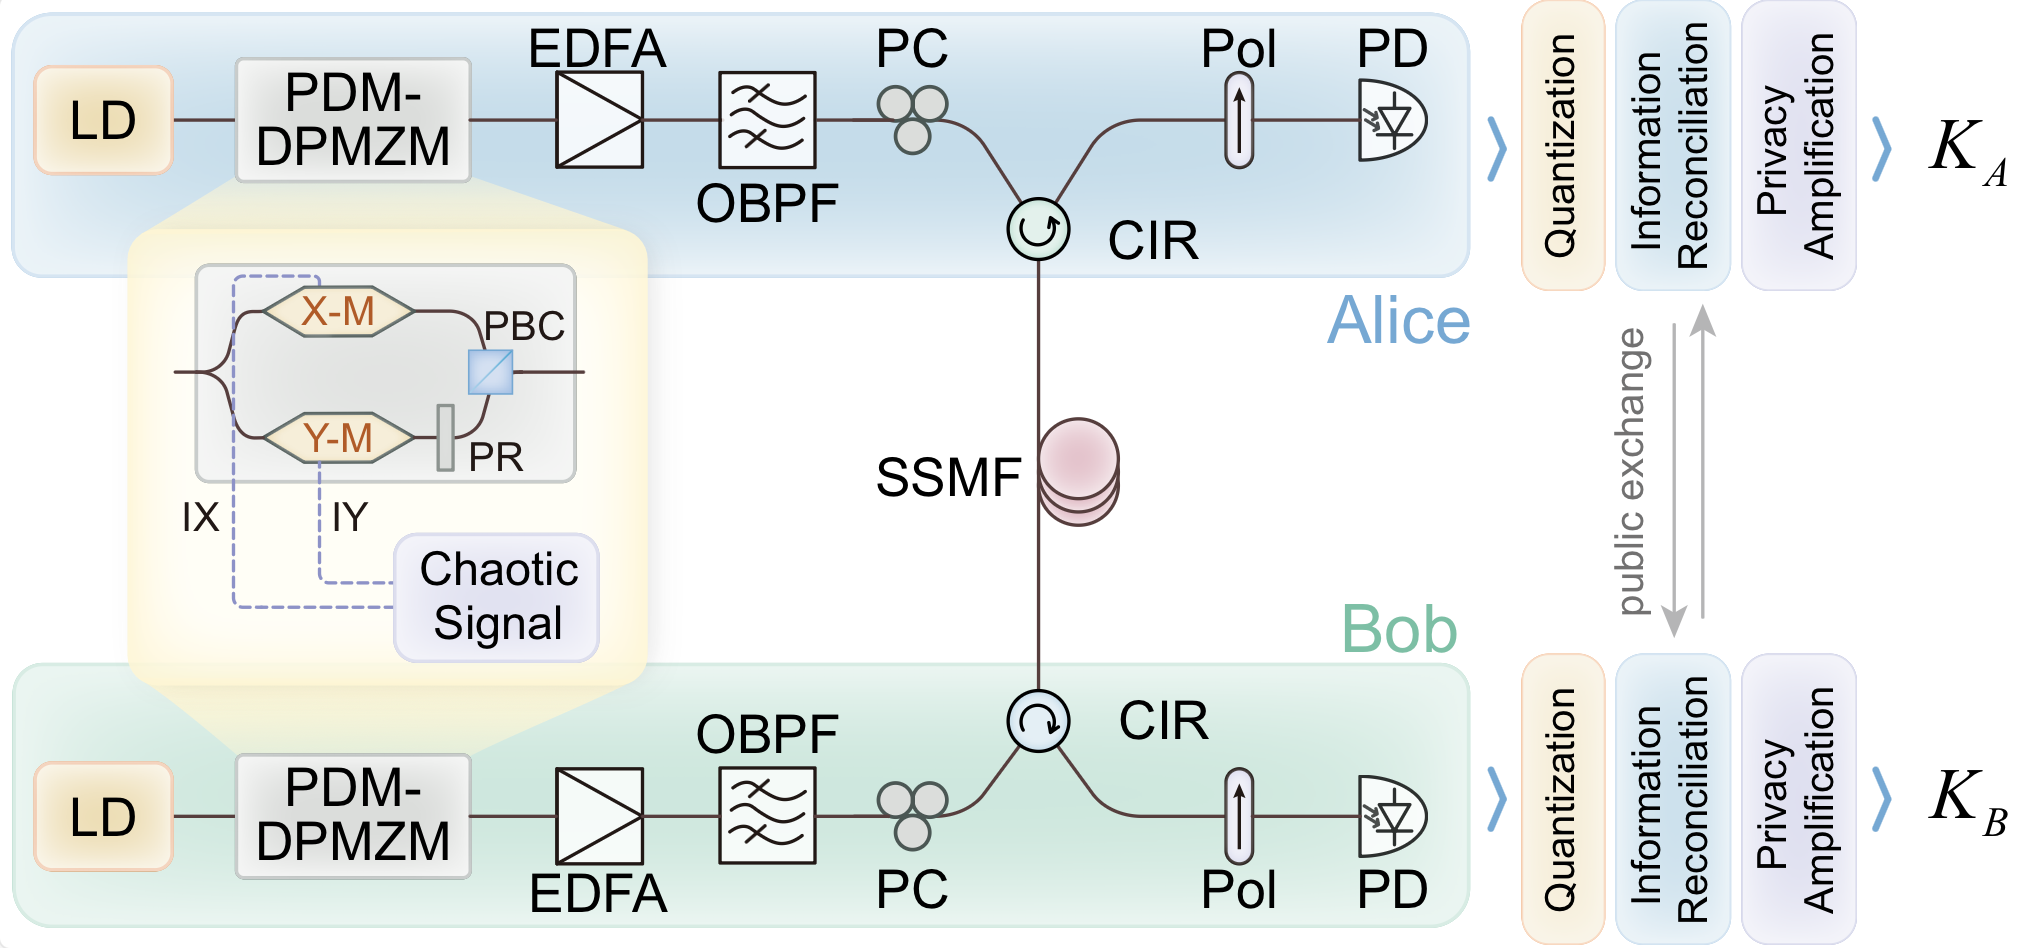 EDFA
PC
Pol
PD
LD
PDM-
DPMZM
OBPF
CIR
Quantization
Information
Reconciliation
Privacy
Amplification
K_A
Alice
X-M
PBC
Y-M
PR
IX
IY
Chaotic
Signal
SSMF
public exchange
Bob
OBPF
CIR
LD
PDM-
DPMZM
EDFA
PC
Pol
PD
Quantization
Information
Reconciliation
Privacy
Amplification
K_B